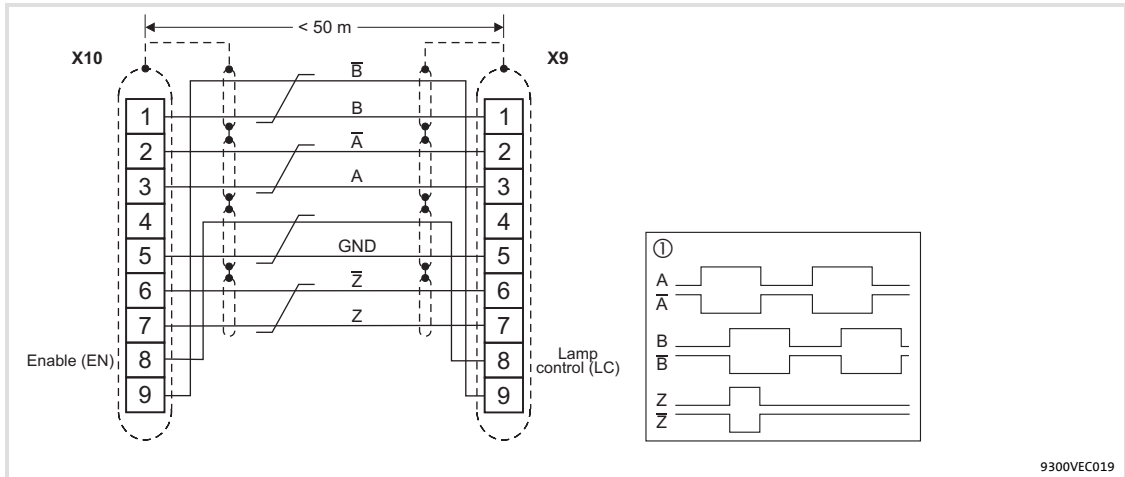 < 50 m
X10
X9
B̅
B
A̅
A
GND
Z̅
Z
1
2
3
4
5
6
7
8
9
1
2
3
4
5
6
7
8
9
Enable (EN)
Lamp
control (LC)
①
A
A̅
B
B̅
Z
Z̅
9300VEC019